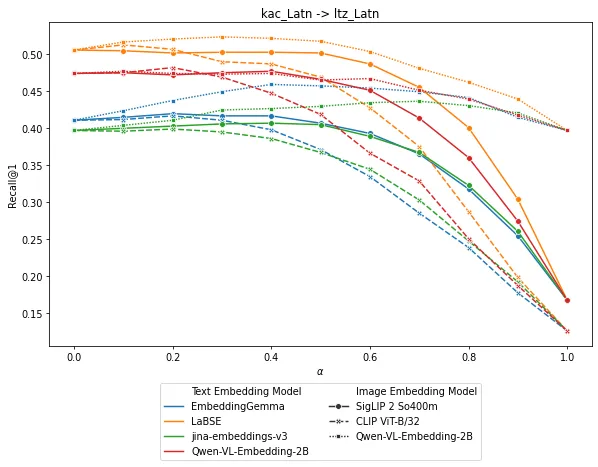 kac_Latn -> ltz_Latn
Recall@1
0.50
0.45
0.40
0.35
0.30
0.25
0.20
0.15
0.0 0.2 0.4 0.6 0.8 1.0
α
Text Embedding Model
EmbeddingGemma
LaBSE
jina-embeddings-v3
Qwen-VL-Embedding-2B
Image Embedding Model
SigLIP 2 So400m
CLIP ViT-B/32
Qwen-VL-Embedding-2B